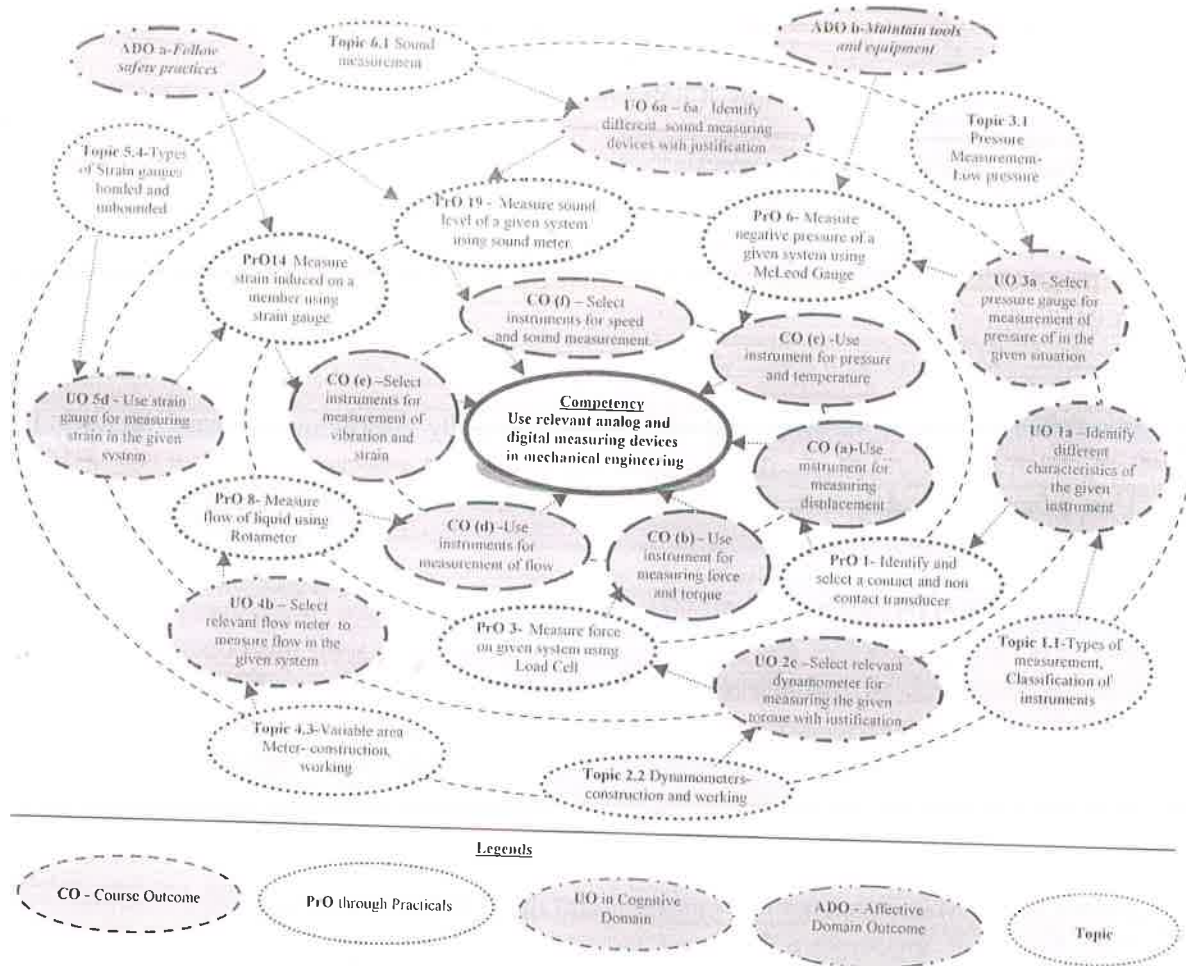 ADO a-Follow
safety practices
Topic 6.1 Sound
measurement
ADO b-Maintain tools
and equipment
UO 6a – 6a Identify
different sound measuring
devices with justification
Topic 3.1
Pressure
Measurement-
Low pressure
Topic 5.4-Types
of Strain gauges
bonded and
unbounded
PrO 19 - Measure sound
level of a given system
using sound meter
PrO 6- Measure
negative pressure of a
given system using
McLeod Gauge
PrO14 Measure
strain induced on a
member using
strain gauge
UO 3a -Select
pressure gauge for
measurement of
pressure of in the
given situation
CO (f) – Select
instruments for speed
and sound measurement
CO (c) -Use
instrument for pressure
and temperature
UO 5d - Use strain
gauge for measuring
strain in the given
system
CO (e) –Select
instruments for
measurement of
vibration and
strain
Competency
Use relevant analog and
digital measuring devices
in mechanical engineering
CO (a)-Use
instrument for
measuring
displacement
UO 1a – Identify
different
characteristics of
the given
instrument
PrO 8- Measure
flow of liquid using
Rotameter
CO (d) -Use
instruments for
measurement of flow
CO (b) – Use
instrument for
measuring force
and torque
PrO 1- Identify and
select a contact and non
contact transducer
UO 4b – Select
relevant flow meter to
measure flow in the
given system
PrO 3- Measure force
on given system using
Load Cell
UO 2c –Select relevant
dynamometer for
measuring the given
torque with justification
Topic 1.1-Types of
measurement,
Classification of
instruments
Topic 4.3-Variable area
Meter- construction,
working
Topic 2.2 Dynamometers-
construction and working
Legends
CO - Course Outcome
PrO through Practicals
UO in Cognitive
Domain
ADO - Affective
Domain Outcome
Topic